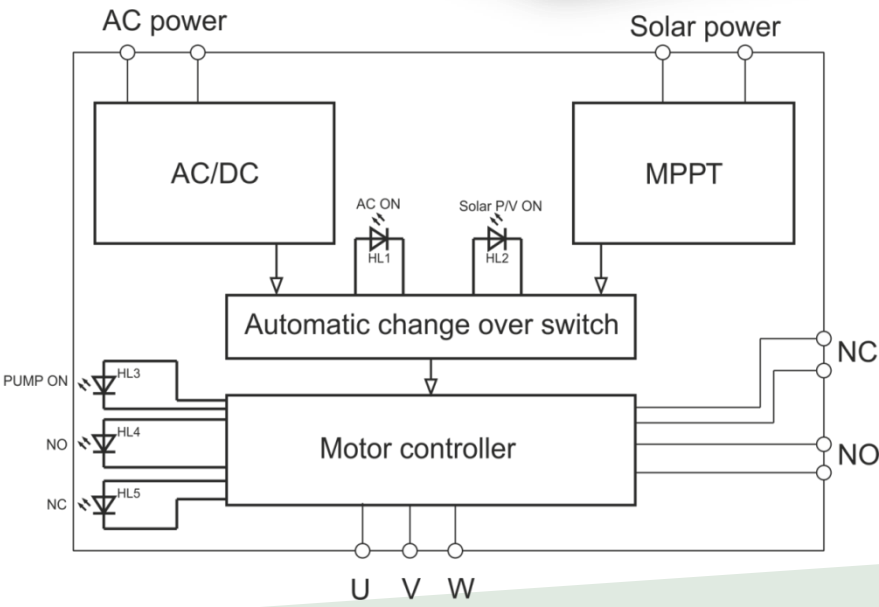 AC power
Solar power
AC/DC
MPPT
AC ON
Solar P/V ON
HL1
HL2
Automatic change over switch
NC
PUMP ON
HL3
NO
HL4
Motor controller
NO
NC
HL5
U V W